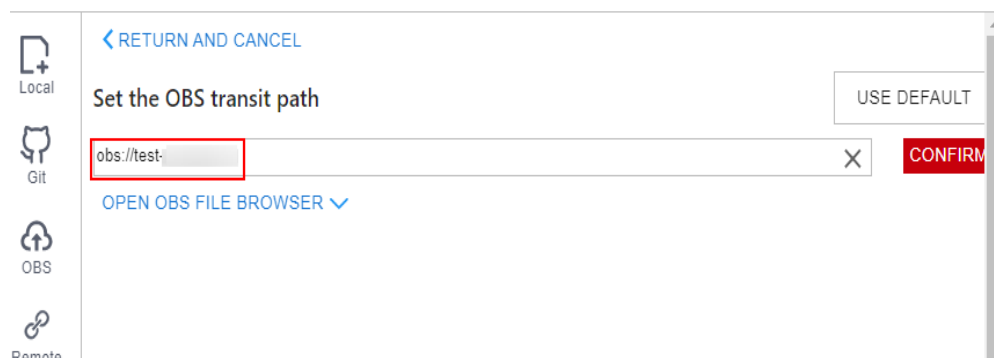 RETURN AND CANCEL
Set the OBS transit path
USE DEFAULT
obs://test-
CONFIRM
OPEN OBS FILE BROWSER
Local
Git
OBS
Remote